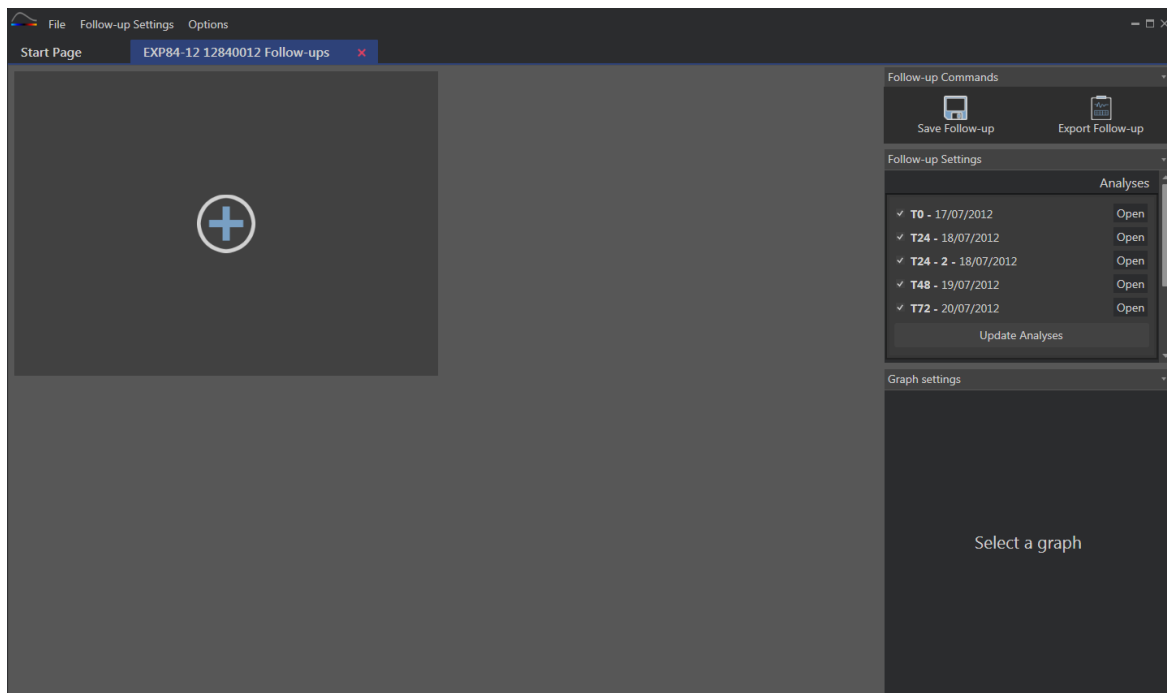 File Follow-up Settings Options
Start Page EXP84-12 12840012 Follow-ups
Follow-up Commands
Save Follow-up Export Follow-up
Follow-up Settings
Analyses
T0 - 17/07/2012 Open
T24 - 18/07/2012 Open
T24 - 2 - 18/07/2012 Open
T48 - 19/07/2012 Open
T72 - 20/07/2012 Open
Update Analyses
Graph settings
Select a graph